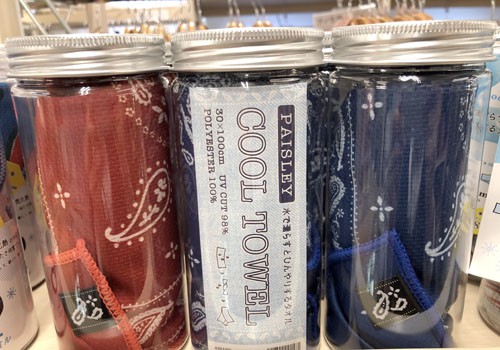 PAISLEY
水で濡らすとひんやりするタオル
COOL TOWEL
30×100cm UV CUT 98%
POLYESTER 100%